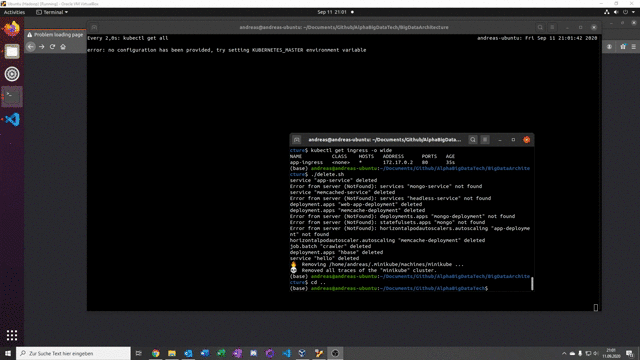 Ubuntu [Running] - Oracle VM VirtualBox
Activities
Terminal
Sep 11 21:01
Problem loading page
andreas@andreas-ubuntu: ~/Documents/Github/AlphaBigDataTech/BigDataArchitecture
Every 2,0s: kubectl get all
andreas-ubuntu: Fri Sep 11 21:01:42 2020
error: no configuration has been provided, try setting KUBERNETES_MASTER environment variable
andreas@andreas-ubuntu: ~/Documents/Github/AlphaBigDataT...
cture$ kubectl get ingress -o wide
NAME CLASS HOSTS ADDRESS PORTS AGE
app-ingress <none> * 172.17.0.2 80 35s
(base) andreas@andreas-ubuntu:~/Documents/Github/AlphaBigDataTech/BigDataArchite
cture$ ./delete.sh
service "app-service" deleted
Error from server (NotFound): services "mongo-service" not found
service "memcached-service" deleted
Error from server (NotFound): services "headless-service" not found
deployment.apps "web-app-deployment" deleted
deployment.apps "memcache-deployment" deleted
Error from server (NotFound): deployments.apps "mongo-deployment" not found
Error from server (NotFound): statefulsets.apps "mongo" not found
Error from server (NotFound): horizontalpodautoscalers.autoscaling "app-deployme
nt" not found
horizontalpodautoscaler.autoscaling "memcache-deployment" deleted
job.batch "crawler" deleted
deployment.apps "hbase" deleted
service "hello" deleted
Removing /home/andreas/.minikube/machines/minikube ...
Removed all traces of the "minikube" cluster.
(base) andreas@andreas-ubuntu:~/Documents/Github/AlphaBigDataTech/BigDataArchite
cture$ cd ..
(base) andreas@andreas-ubuntu:~/Documents/Github/AlphaBigDataTech$
Zur Suche Text hier eingeben
21:01
11.09.2020